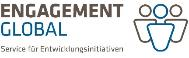 ENGAGEMENT
GLOBAL
Service für Entwicklungsinitiativen